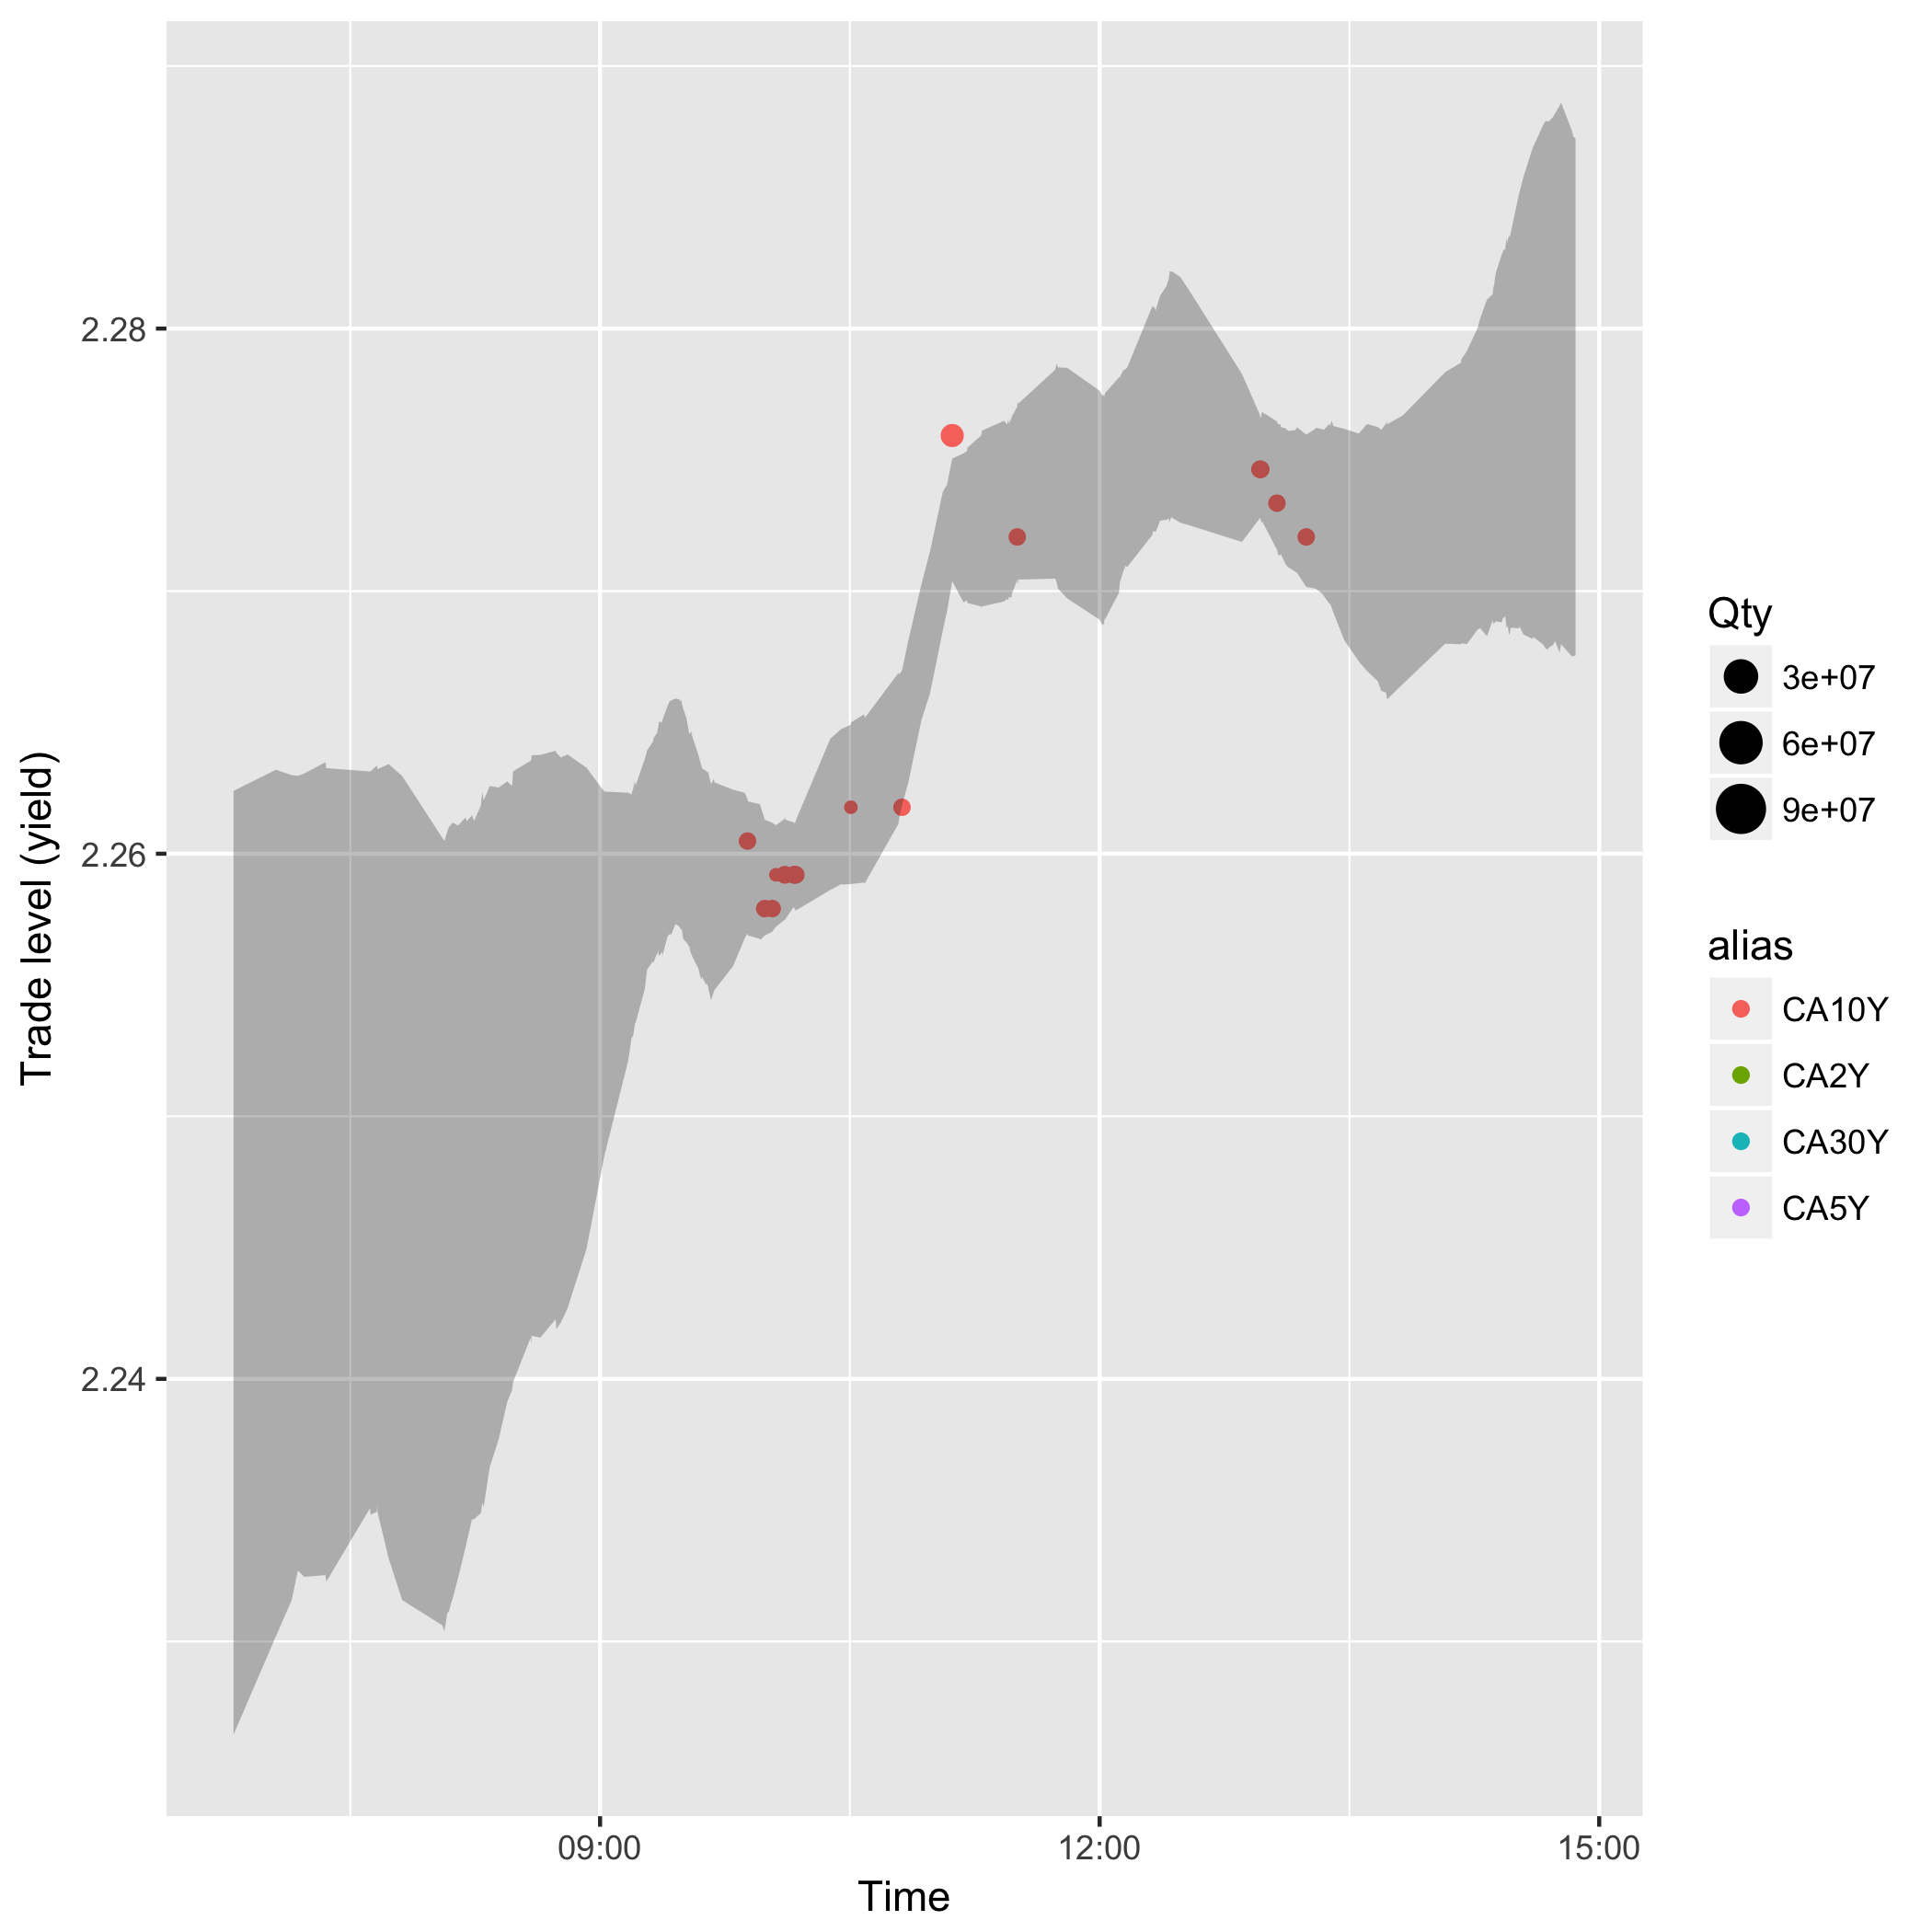 Trade level (yield)
2.28
2.26
2.24
09:00
12:00
15:00
Time
Qty
3e+07
6e+07
9e+07
alias
CA10Y
CA2Y
CA30Y
CA5Y